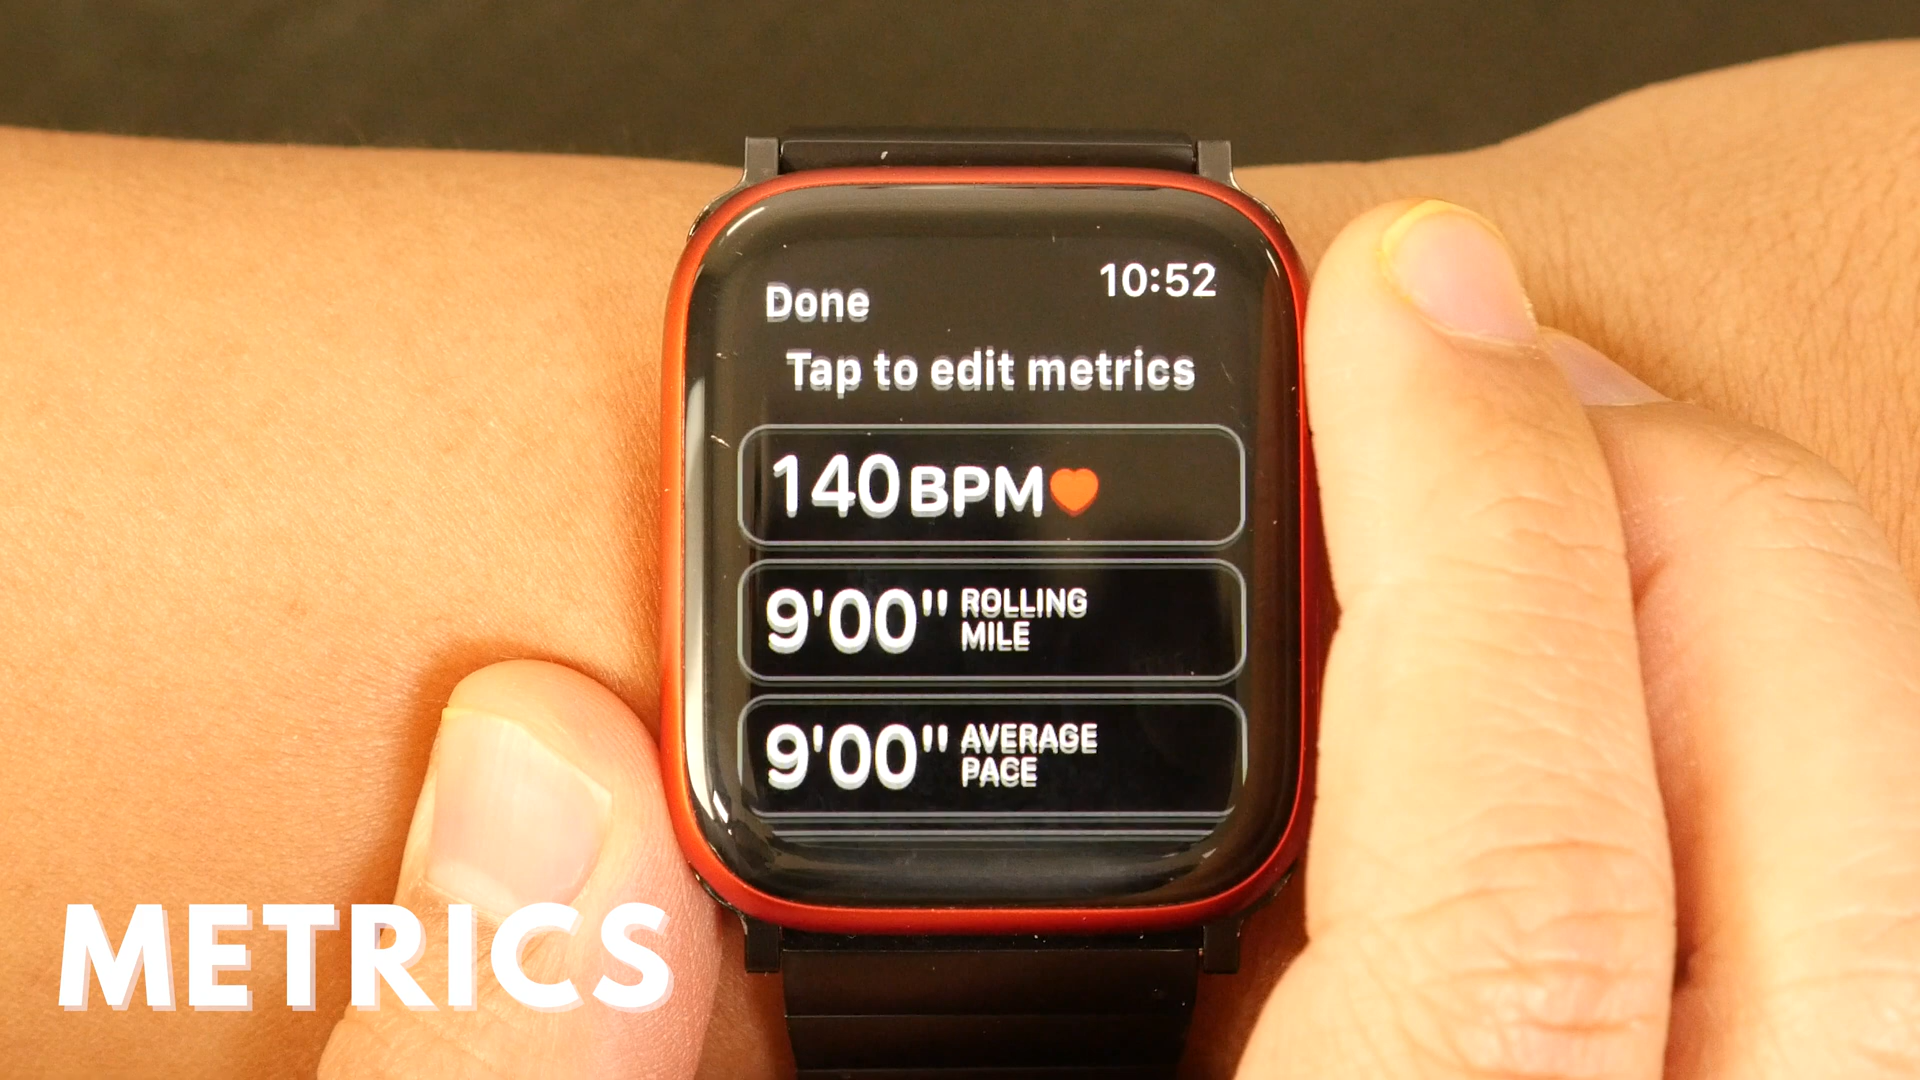 10:52
Done
Tap to edit metrics
140 BPM
9'00" ROLLING
MILE
9'00" AVERAGE
PACE
METRICS